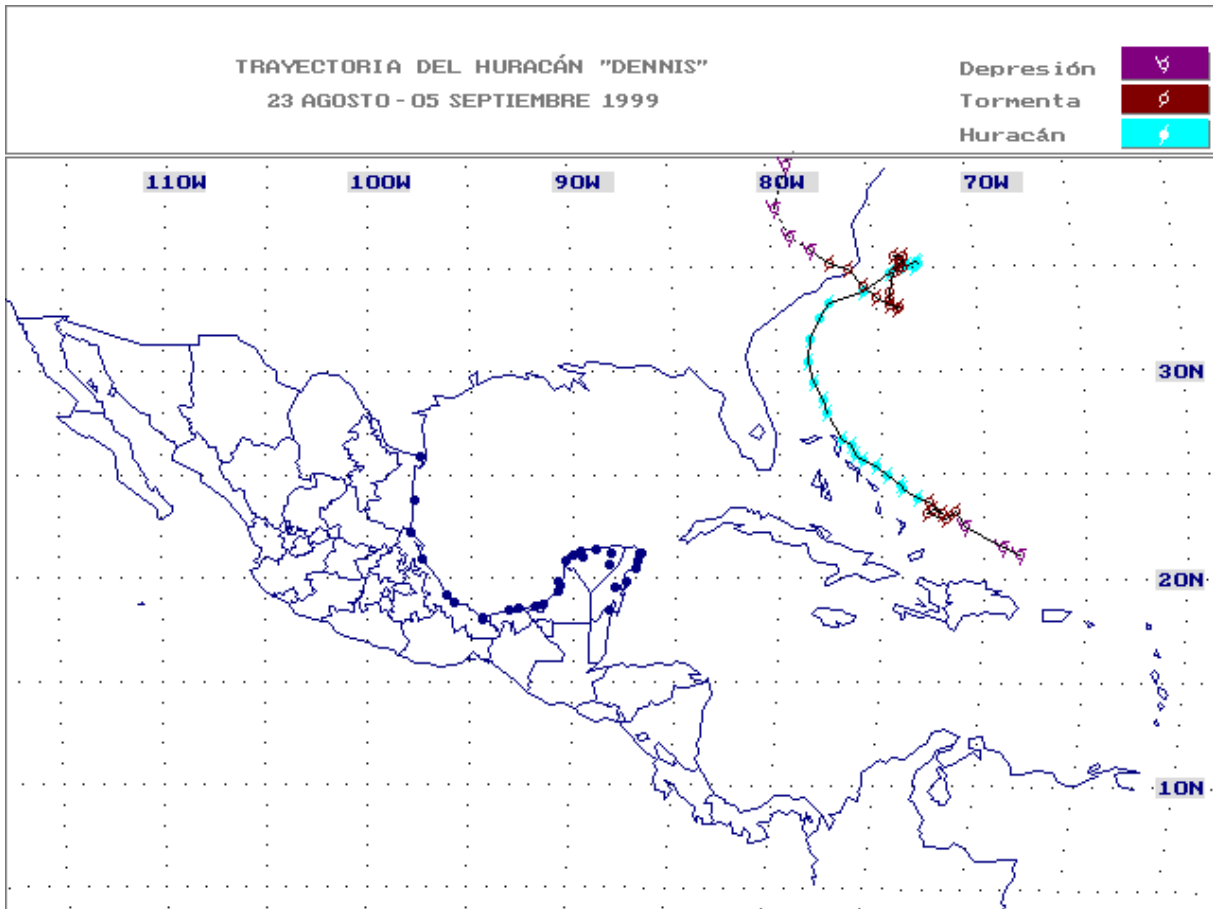 TRAYECTORIA DEL HURACÁN "DENNIS"
23 AGOSTO-05 SEPTIEMBRE 1999
Depresión
Tormenta
Huracán
110W 100W 90W 80W 70W
30N
20N
10N